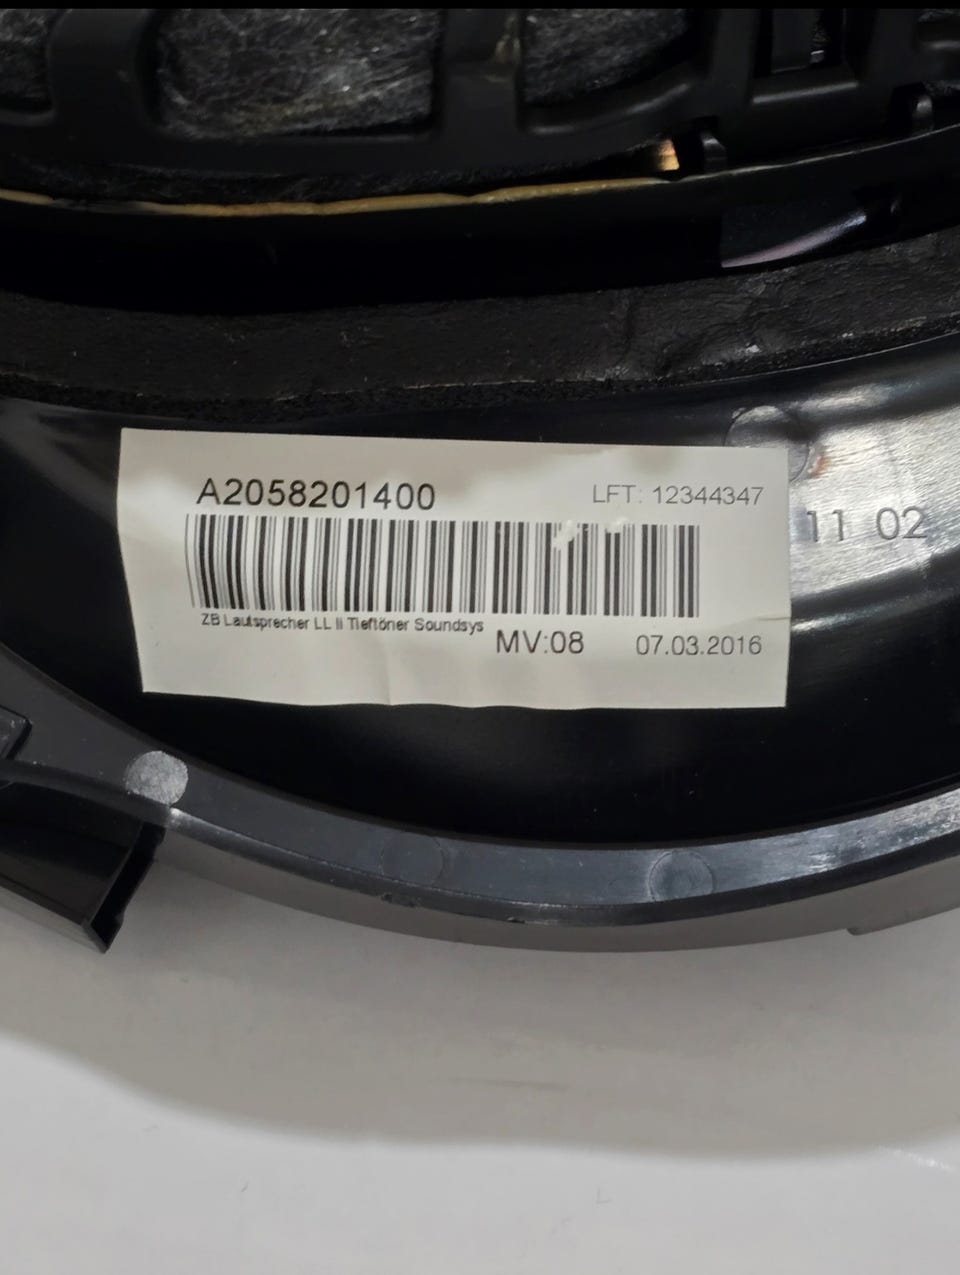 A2058201400
LFT: 12344347
11 02
ZB Lautsprecher LL li Tieftöner Soundsys
MV:08
07.03.2016